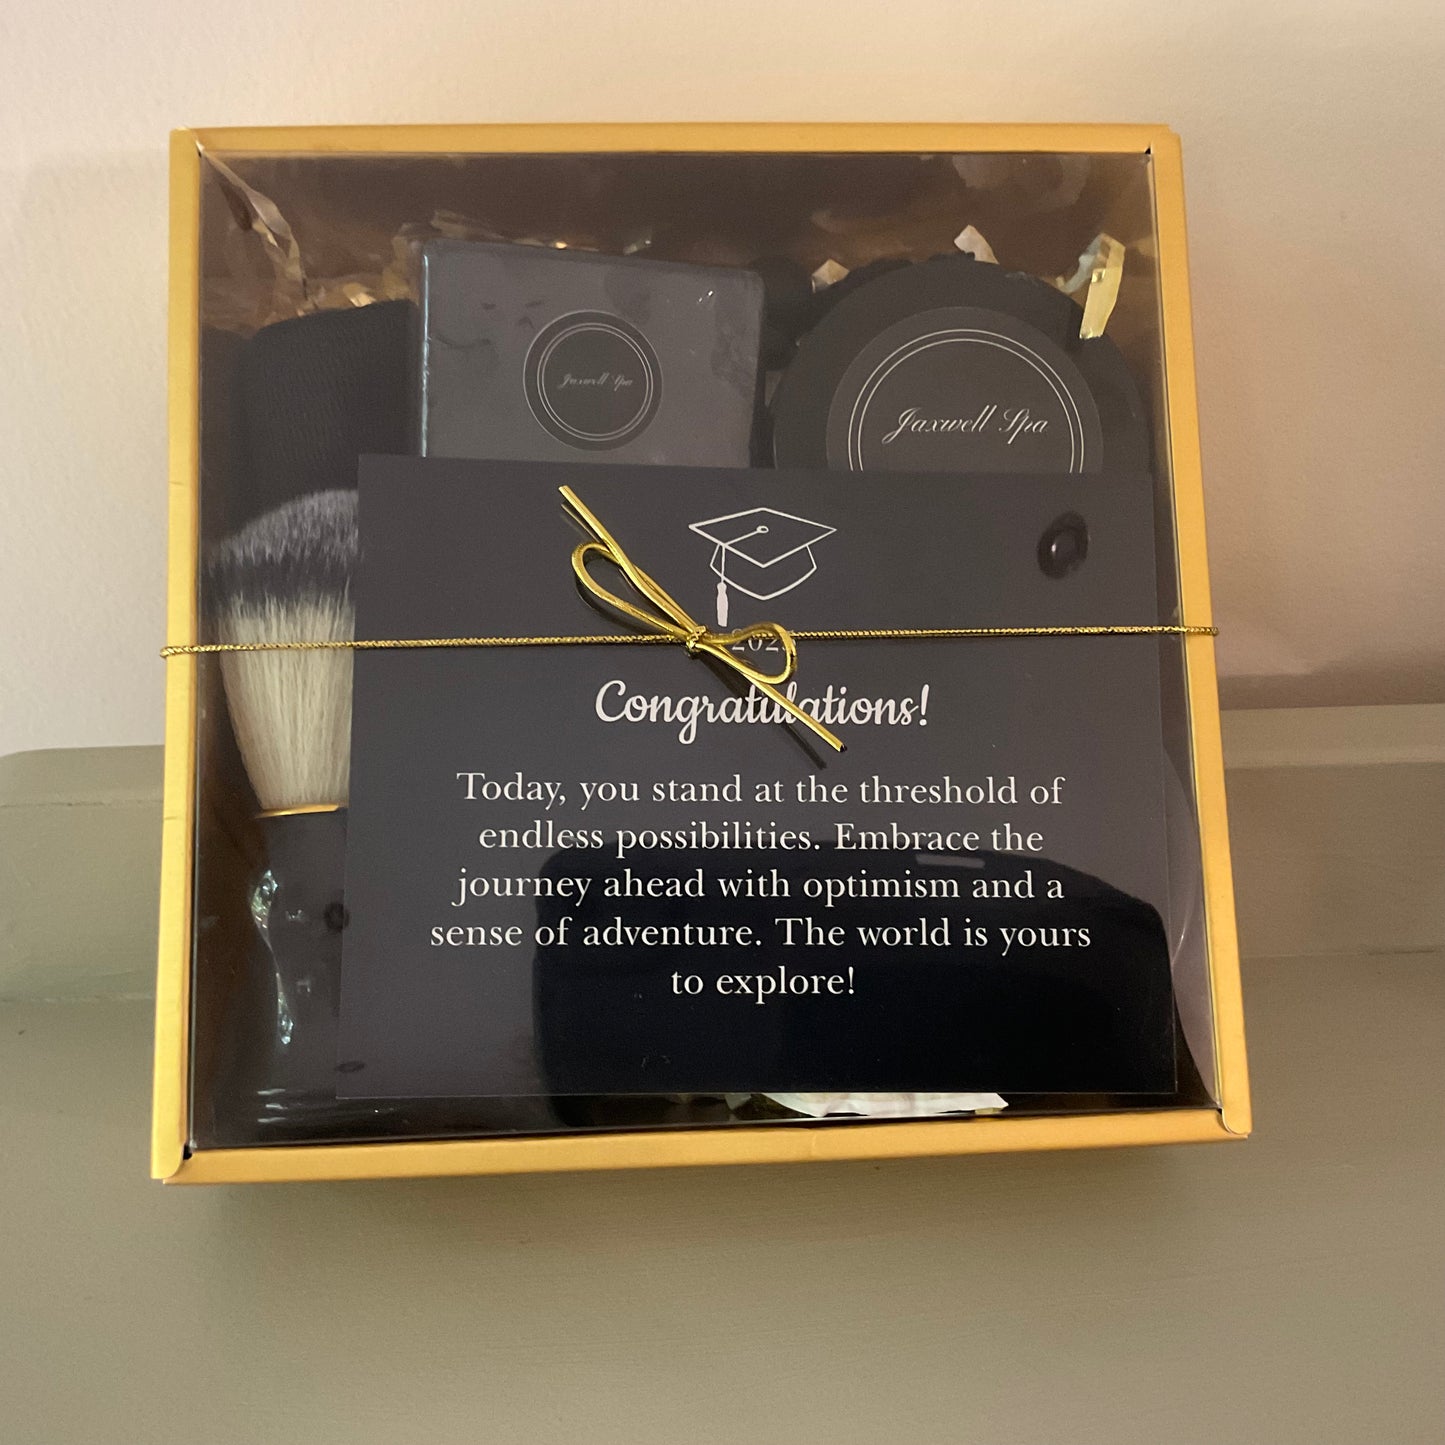 Jaxwell Spa
Jaxwell Spa
Congratulations!
Today, you stand at the threshold of
endless possibilities. Embrace the
journey ahead with optimism and a
sense of adventure. The world is yours
to explore!